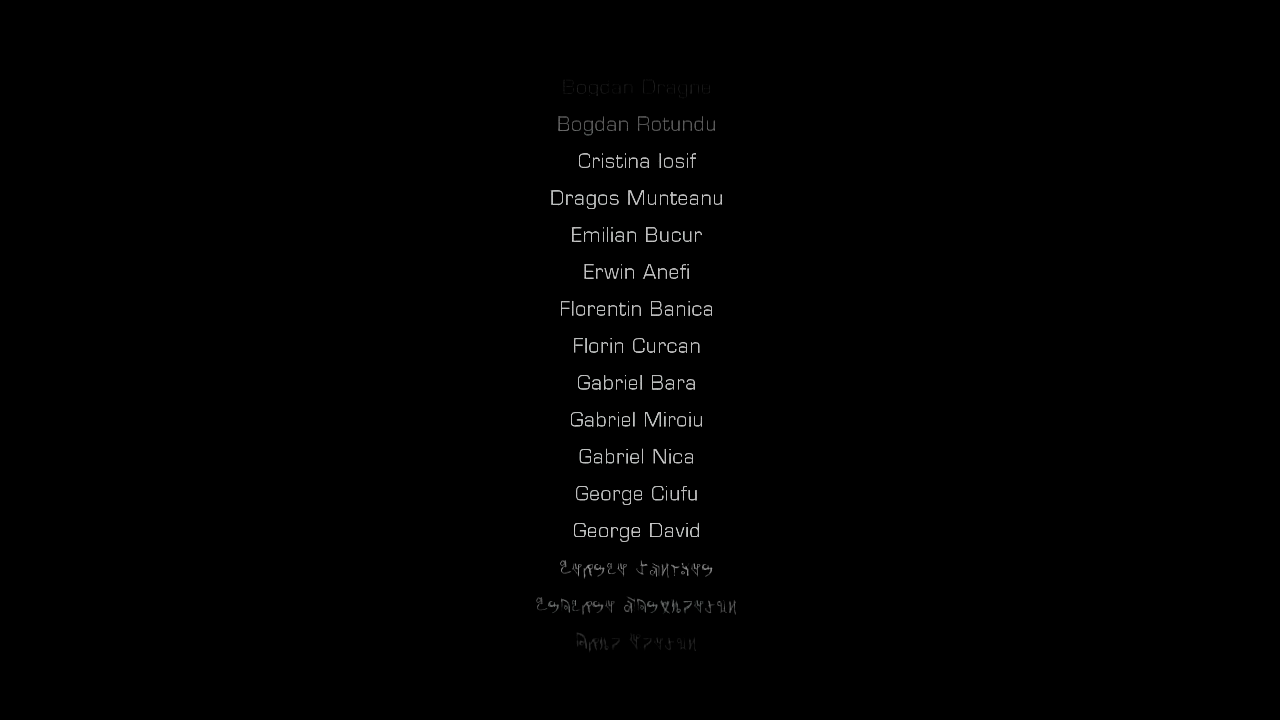 Bogdan Dragne
Bogdan Rotundu
Cristina Iosif
Dragos Munteanu
Emilian Bucur
Erwin Anefi
Florentin Banica
Florin Curcan
Gabriel Bara
Gabriel Miroiu
Gabriel Nica
George Ciufu
George David